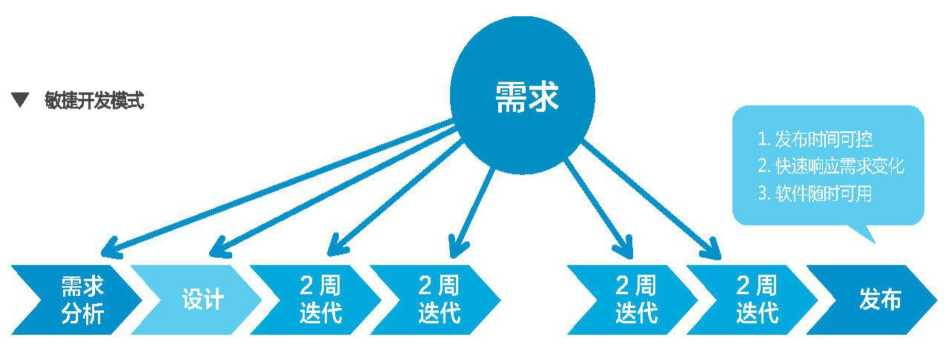 需求
▼ 敏捷开发模式
1. 发布时间可控
2. 快速响应需求变化
3. 软件随时可用
需求
分析
设计
2 周
迭代
2 周
迭代
2 周
迭代
2 周
迭代
发布